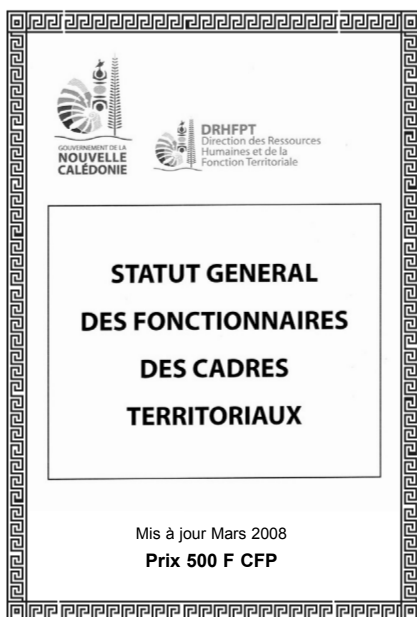 GOUVERNEMENT DE LA
NOUVELLE
CALÉDONIE
DRHFPT
Direction des Ressources
Humaines et de la
Fonction Territoriale
STATUT GENERAL
DES FONCTIONNAIRES
DES CADRES
TERRITORIAUX
Mis à jour Mars 2008
Prix 500 F CFP